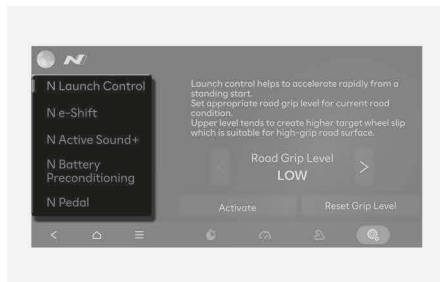 N
N Launch Control
N e-Shift
N Active Sound+
N Battery
Preconditioning
N Pedal
Launch control helps to accelerate rapidly from a
standing start.
Set appropriate road grip level for current road
condition.
Upper level tends to create higher target wheel slip
which is suitable for high-grip road surface.
Road Grip Level
LOW
Activate
Reset Grip Level